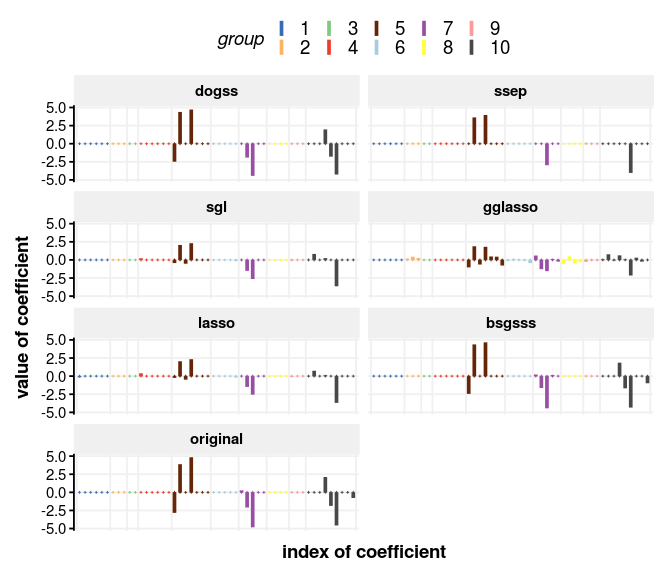 group 1 3 5 7 9
2 4 6 8 10
dogss ssep
5.0
2.5
0.0
-2.5
-5.0
sgl gglasso
5.0
2.5
0.0
-2.5
-5.0
lasso bsgsss
5.0
2.5
0.0
-2.5
-5.0
original
5.0
2.5
0.0
-2.5
-5.0
value of coefficient
index of coefficient